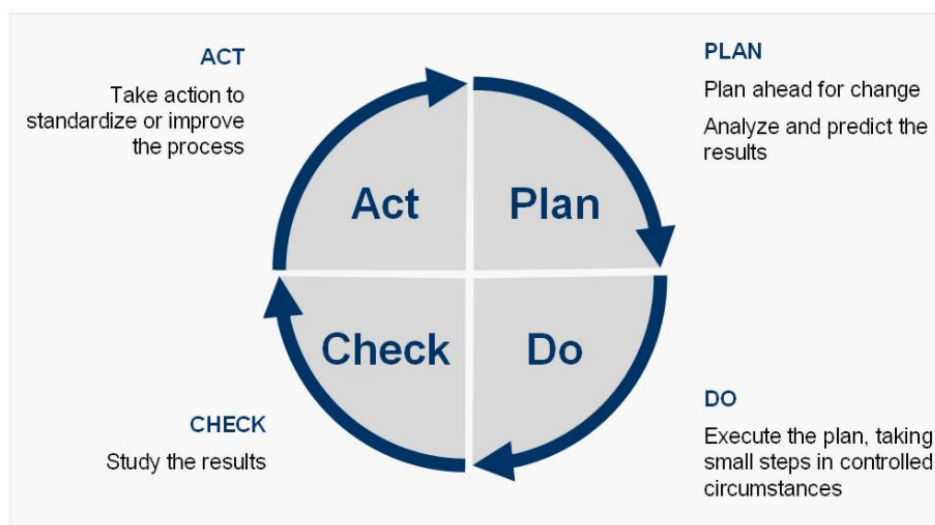 ACT
Take action to
standardize or improve
the process
PLAN
Plan ahead for change
Analyze and predict the
results
Act
Plan
Check
Do
CHECK
Study the results
DO
Execute the plan, taking
small steps in controlled
circumstances